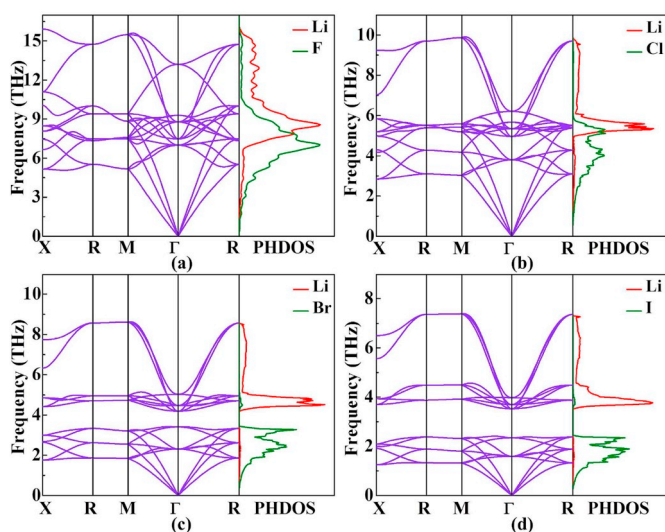 Frequency (THz)
15
12
9
6
3
0
Li
F
X R M Γ R PHDOS
(a)
Frequency (THz)
10
8
6
4
2
0
Li
Cl
X R M Γ R PHDOS
(b)
Frequency (THz)
10
8
6
4
2
0
Li
Br
X R M Γ R PHDOS
(c)
Frequency (THz)
8
6
4
2
0
Li
I
X R M Γ R PHDOS
(d)